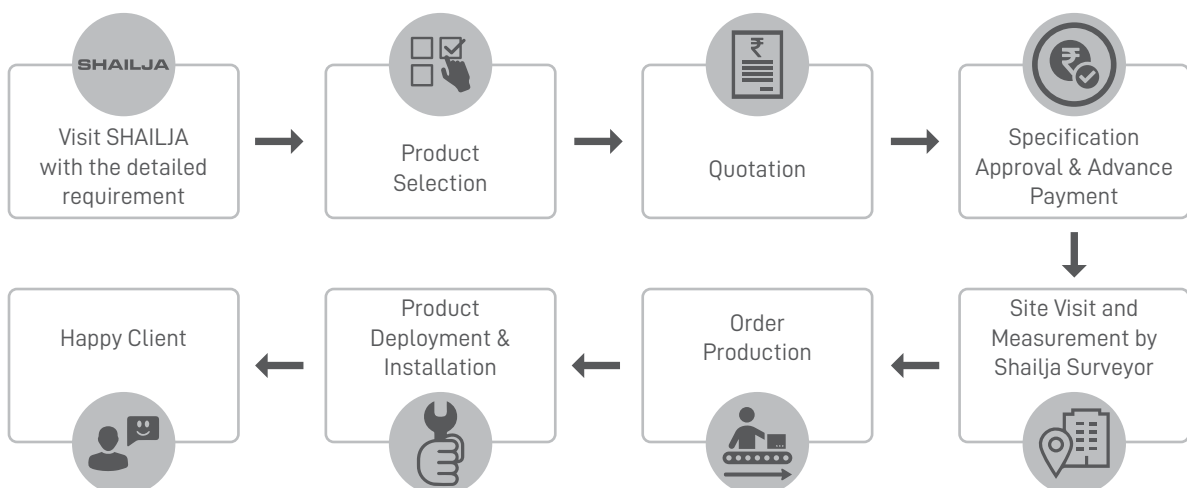 SHAILJA
Visit SHAILJA
with the detailed
requirement
Product
Selection
₹
Quotation
₹
Specification
Approval & Advance
Payment
Site Visit and
Measurement by
Shailja Surveyor
Order
Production
Product
Deployment &
Installation
Happy Client